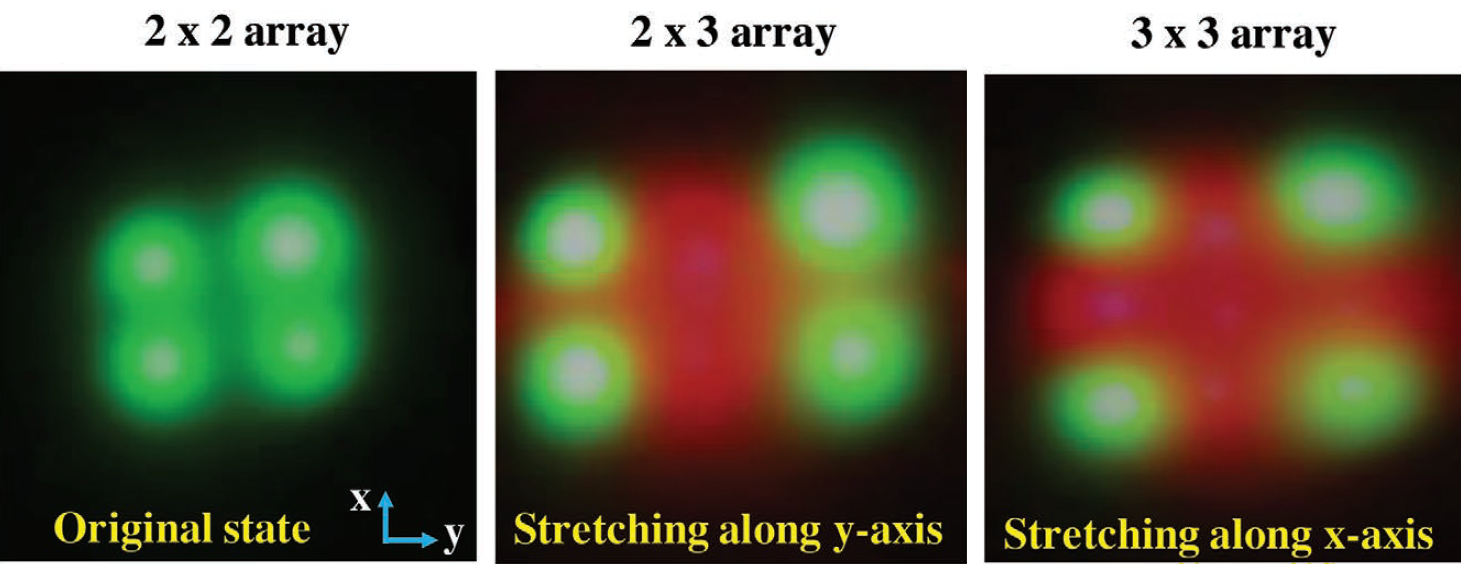 2 x 2 array
2 x 3 array
3 x 3 array
Original state
x
y
Stretching along y-axis
Stretching along x-axis